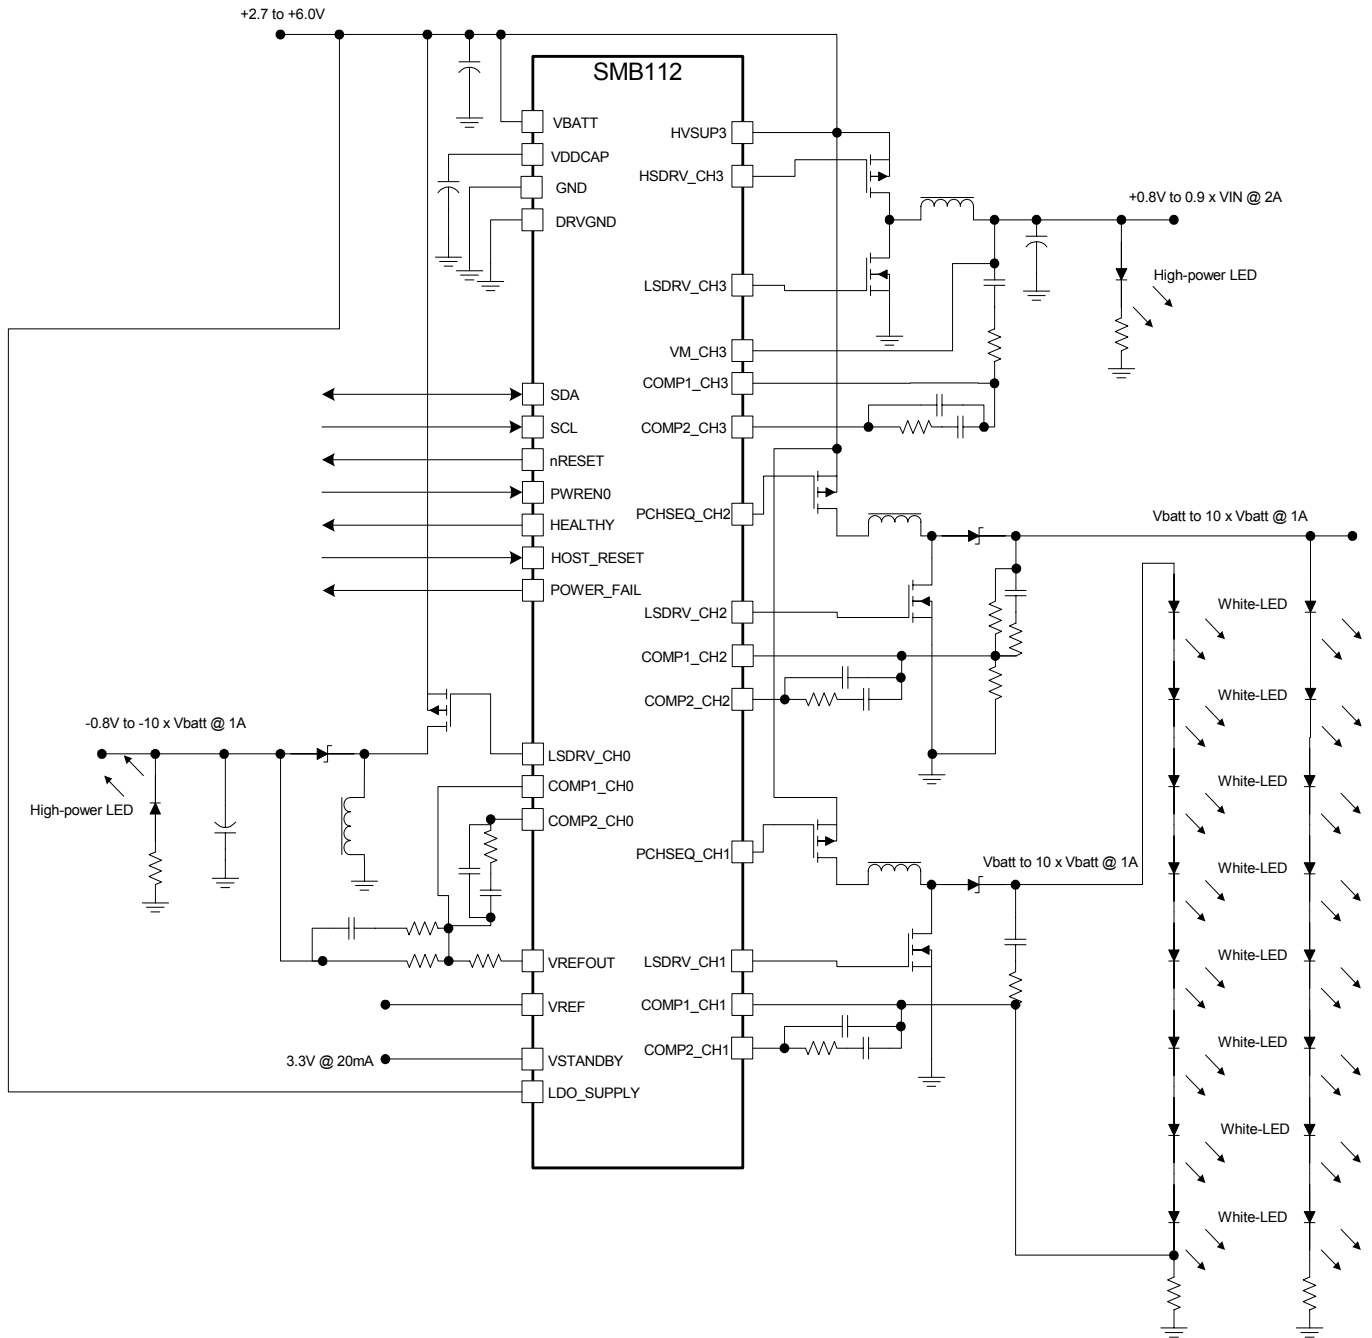 +2.7 to +6.0V
SMB112
VBATT
VDDCAP
GND
DRVGND
HVSUP3
HSDRV_CH3
+0.8V to 0.9 x VIN @ 2A
LSDRV_CH3
High-power LED
VM_CH3
COMP1_CH3
COMP2_CH3
SDA
SCL
nRESET
PWREN0
HEALTHY
HOST_RESET
POWER_FAIL
PCHSEQ_CH2
Vbatt to 10 x Vbatt @ 1A
LSDRV_CH2
COMP1_CH2
COMP2_CH2
White-LED
White-LED
White-LED
White-LED
White-LED
White-LED
White-LED
White-LED
-0.8V to -10 x Vbatt @ 1A
High-power LED
LSDRV_CH0
COMP1_CH0
COMP2_CH0
PCHSEQ_CH1
Vbatt to 10 x Vbatt @ 1A
VREFOUT
VREF
3.3V @ 20mA
VSTANDBY
LDO_SUPPLY
LSDRV_CH1
COMP1_CH1
COMP2_CH1